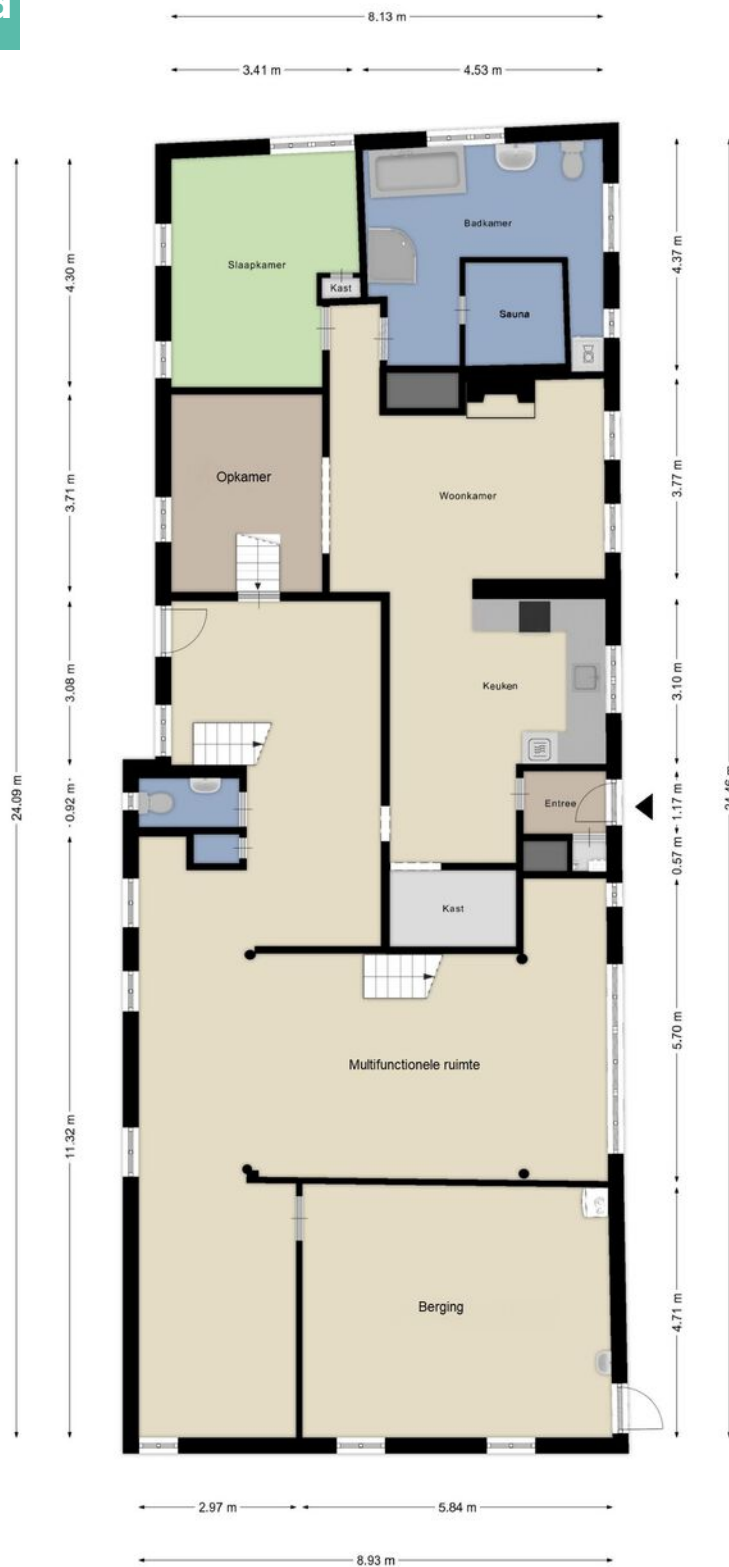 8.13 m
3.41 m
4.53 m
Slaapkamer
Kast
Badkamer
Sauna
4.30 m
4.37 m
Opkamer
Woonkamer
3.71 m
3.77 m
Keuken
3.08 m
3.10 m
Entree
0.92 m
1.17 m
0.57 m
24.09 m
Kast
Multifunctionele ruimte
5.70 m
11.32 m
Berging
4.71 m
2.97 m
5.84 m
8.93 m